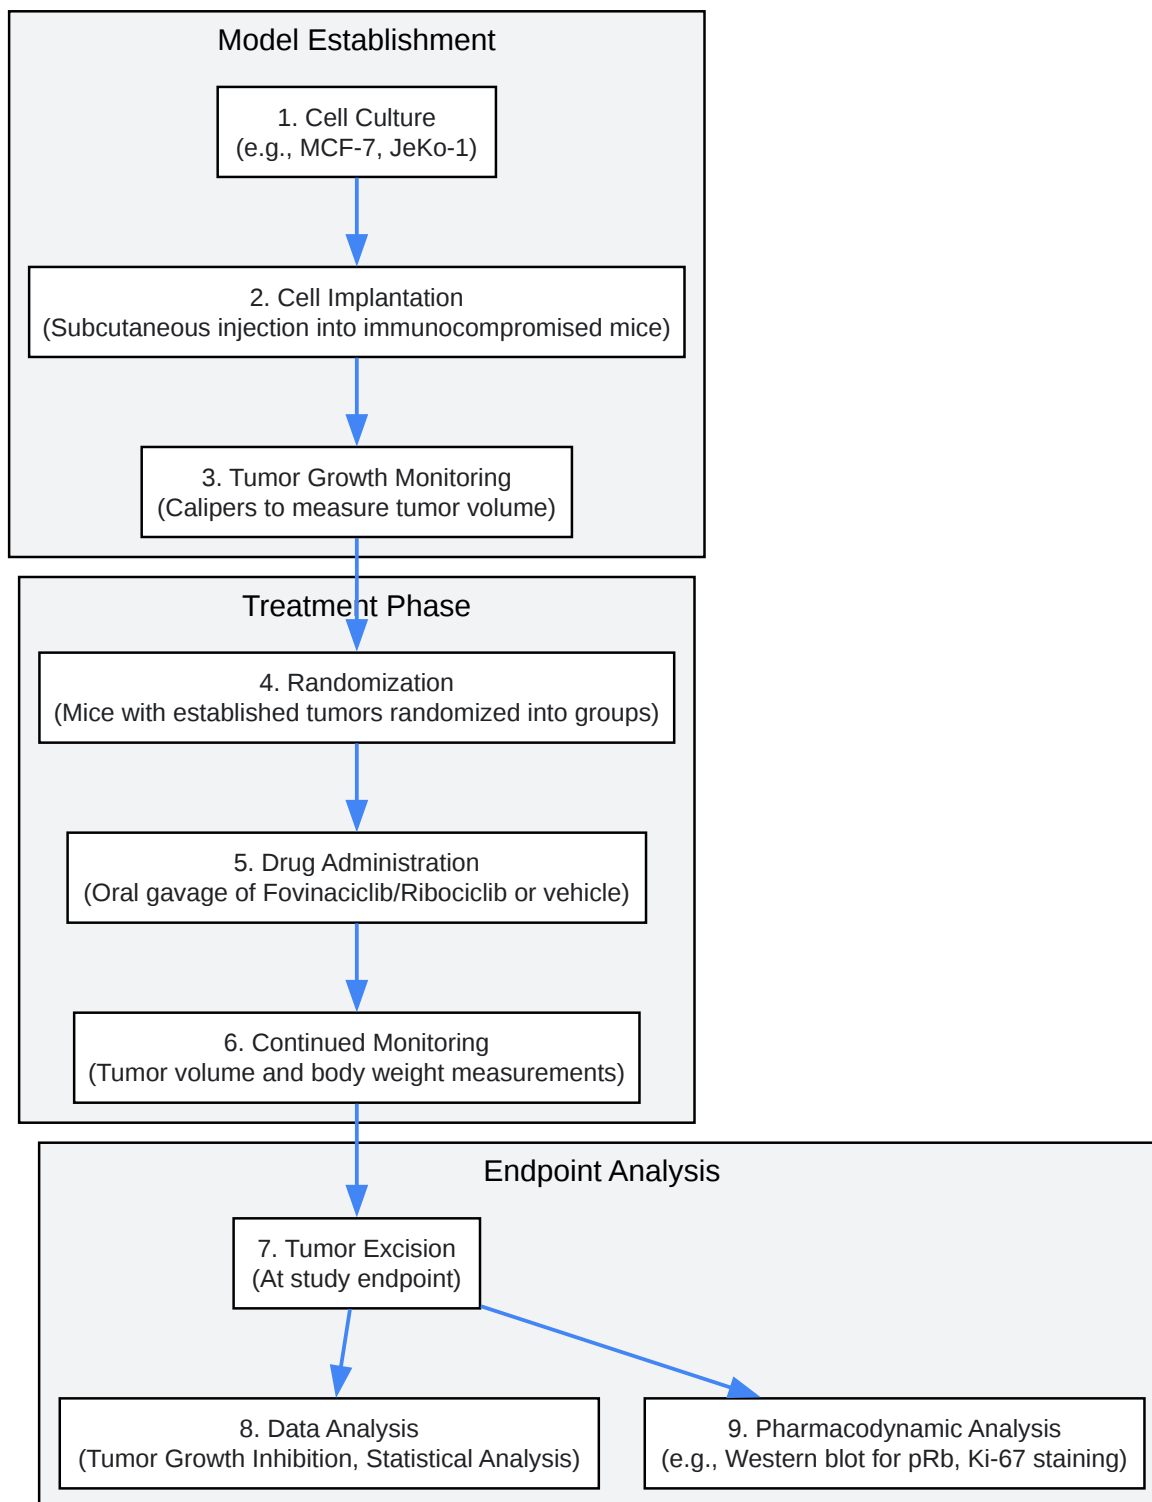 Model Establishment
1. Cell Culture
(e.g., MCF-7, JeKo-1)
2. Cell Implantation
(Subcutaneous injection into immunocompromised mice)
3. Tumor Growth Monitoring
(Calipers to measure tumor volume)
Treatment Phase
4. Randomization
(Mice with established tumors randomized into groups)
5. Drug Administration
(Oral gavage of Fovinaciclib/Ribociclib or vehicle)
6. Continued Monitoring
(Tumor volume and body weight measurements)
Endpoint Analysis
7. Tumor Excision
(At study endpoint)
8. Data Analysis
(Tumor Growth Inhibition, Statistical Analysis)
9. Pharmacodynamic Analysis
(e.g., Western blot for pRb, Ki-67 staining)